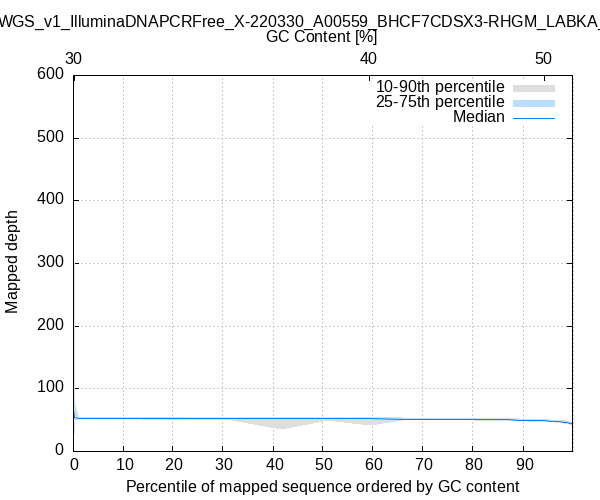 WGS_v1_IlluminaDNAPCRFree_X-220330_A00559_BHCF7CDSX3-RHGM_LABKA_
GC Content [%]
30 40 50
600
500
400
300
200
100
0
Mapped depth
10-90th percentile
25-75th percentile
Median
0 10 20 30 40 50 60 70 80 90
Percentile of mapped sequence ordered by GC content